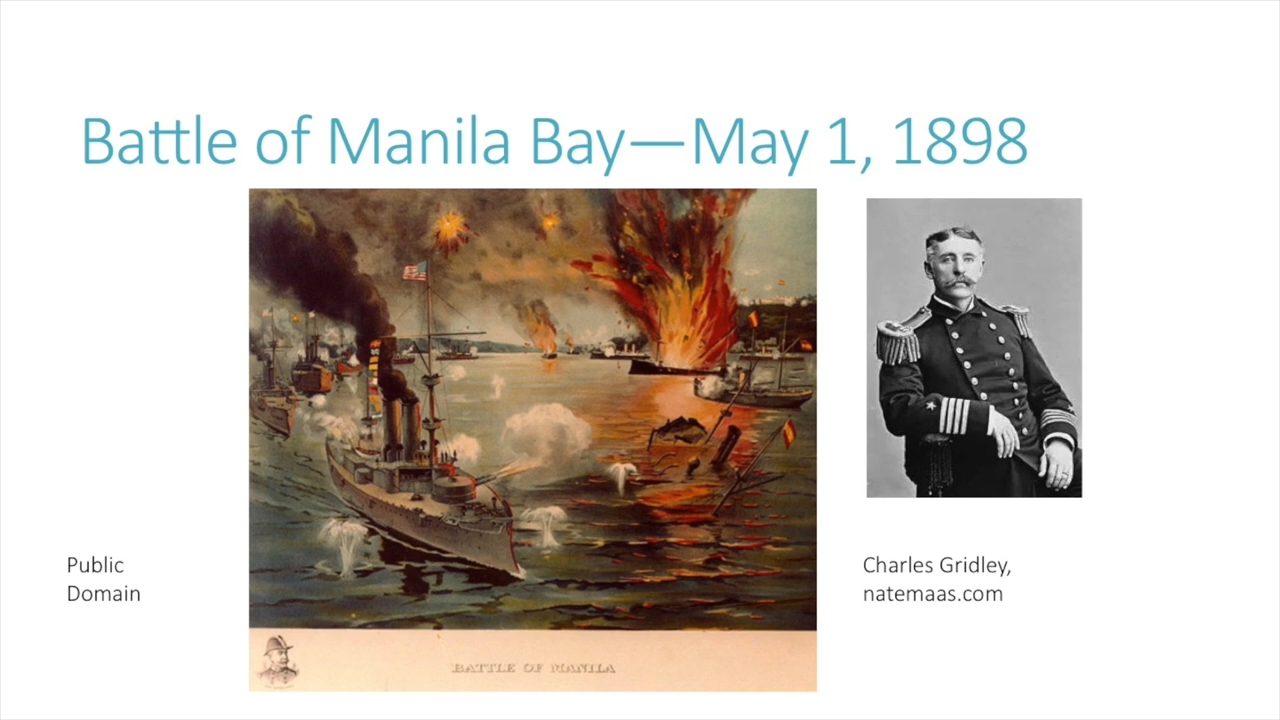 Battle of Manila Bay—May 1, 1898
Public
Domain
BATTLE OF MANILA
Charles Gridley,
natemaas.com